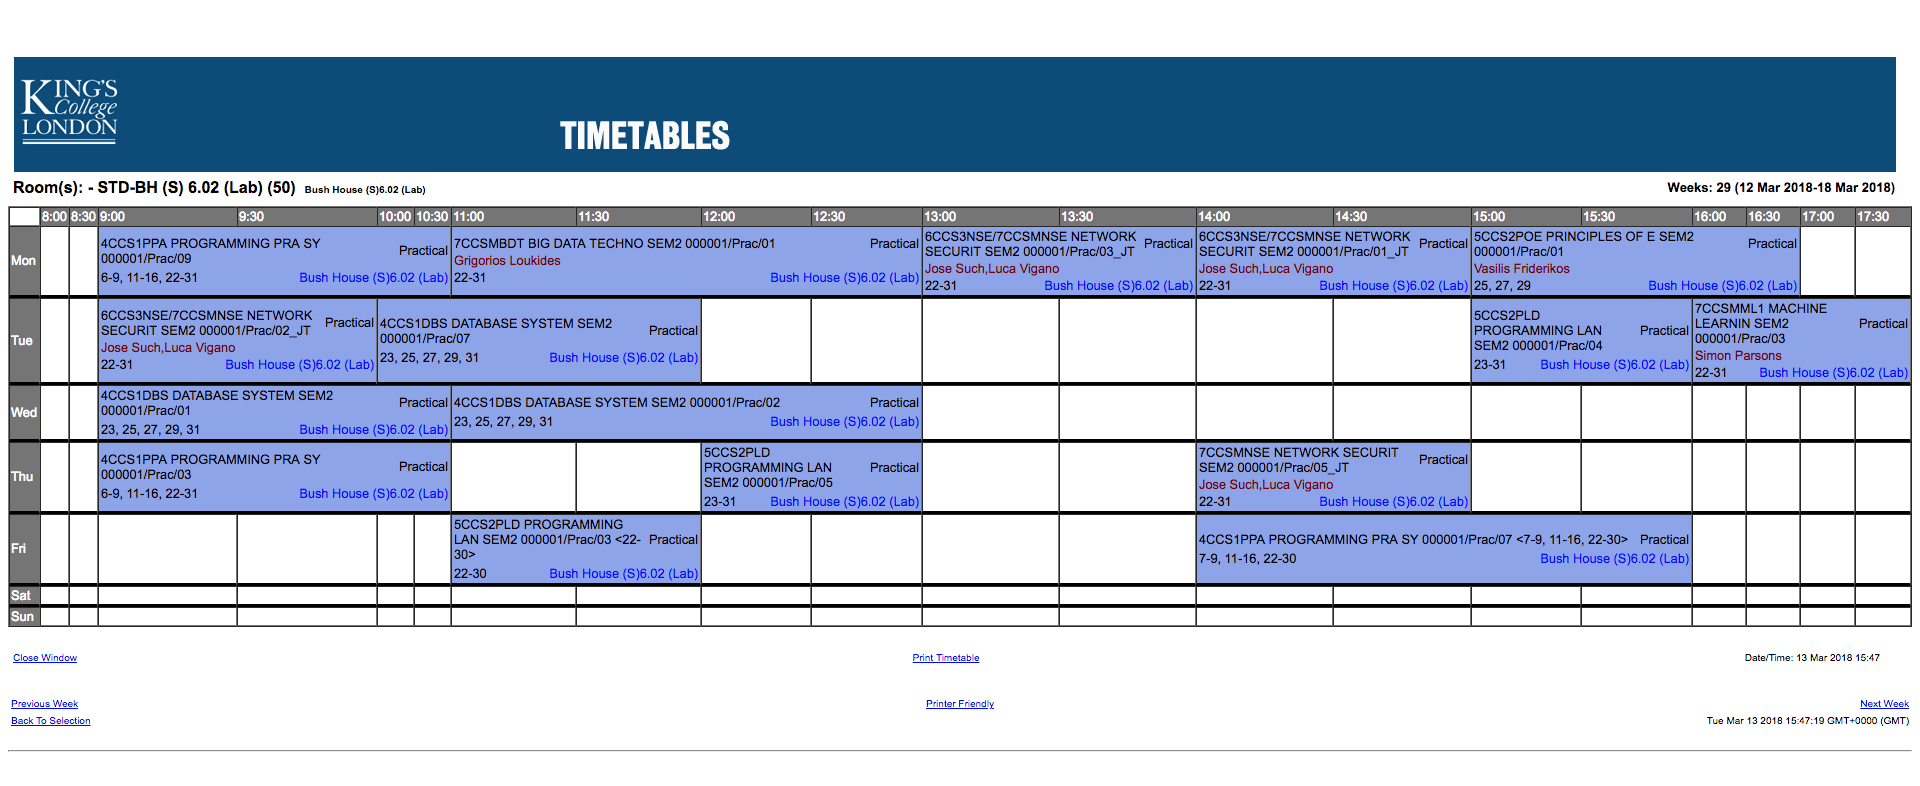 KING'S
College
LONDON
TIMETABLES
Room(s): - STD-BH (S) 6.02 (Lab) (50) Bush House (S)6.02 (Lab)
Weeks: 29 (12 Mar 2018-18 Mar 2018)
8:00 8:30 9:00 9:30 10:00 10:30 11:00 11:30 12:00 12:30 13:00 13:30 14:00 14:30 15:00 15:30 16:00 16:30 17:00 17:30
Mon
4CCS1PPA PROGRAMMING PRA SY
000001/Prac/09
Practical
6-9, 11-16, 22-31
Bush House (S)6.02 (Lab)
7CCSMBDT BIG DATA TECHNO SEM2 000001/Prac/01
Practical
Grigorios Loukides
22-31
Bush House (S)6.02 (Lab)
6CCS3NSE/7CCSMNSE NETWORK
SECURIT SEM2 000001/Prac/03_JT
Practical
Jose Such,Luca Vigano
22-31
Bush House (S)6.02 (Lab)
6CCS3NSE/7CCSMNSE NETWORK
SECURIT SEM2 000001/Prac/01_JT
Practical
Jose Such,Luca Vigano
22-31
Bush House (S)6.02 (Lab)
5CCS2POE PRINCIPLES OF E SEM2
000001/Prac/01
Practical
Vasilis Friderikos
25, 27, 29
Bush House (S)6.02 (Lab)
Tue
6CCS3NSE/7CCSMNSE NETWORK
SECURIT SEM2 000001/Prac/02_JT
Practical
Jose Such,Luca Vigano
22-31
Bush House (S)6.02 (Lab)
4CCS1DBS DATABASE SYSTEM SEM2
000001/Prac/07
Practical
23, 25, 27, 29, 31
Bush House (S)6.02 (Lab)
5CCS2PLD
PROGRAMMING LAN
SEM2 000001/Prac/04
Practical
23-31
Bush House (S)6.02 (Lab)
7CCSMML1 MACHINE
LEARNIN SEM2
000001/Prac/03
Practical
Simon Parsons
22-31
Bush House (S)6.02 (Lab)
Wed
4CCS1DBS DATABASE SYSTEM SEM2
000001/Prac/01
Practical
23, 25, 27, 29, 31
Bush House (S)6.02 (Lab)
4CCS1DBS DATABASE SYSTEM SEM2 000001/Prac/02
Practical
23, 25, 27, 29, 31
Bush House (S)6.02 (Lab)
Thu
4CCS1PPA PROGRAMMING PRA SY
000001/Prac/03
Practical
6-9, 11-16, 22-31
Bush House (S)6.02 (Lab)
5CCS2PLD
PROGRAMMING LAN
SEM2 000001/Prac/05
Practical
23-31
Bush House (S)6.02 (Lab)
7CCSMNSE NETWORK SECURIT
SEM2 000001/Prac/05_JT
Practical
Jose Such,Luca Vigano
22-31
Bush House (S)6.02 (Lab)
Fri
5CCS2PLD PROGRAMMING
LAN SEM2 000001/Prac/03 <22-
30>
Practical
22-30
Bush House (S)6.02 (Lab)
4CCS1PPA PROGRAMMING PRA SY 000001/Prac/07 <7-9, 11-16, 22-30>
Practical
7-9, 11-16, 22-30
Bush House (S)6.02 (Lab)
Sat
Sun
Close Window
Print Timetable
Date/Time: 13 Mar 2018 15:47
Previous Week
Printer Friendly
Next Week
Back To Selection
Tue Mar 13 2018 15:47:19 GMT+0000 (GMT)